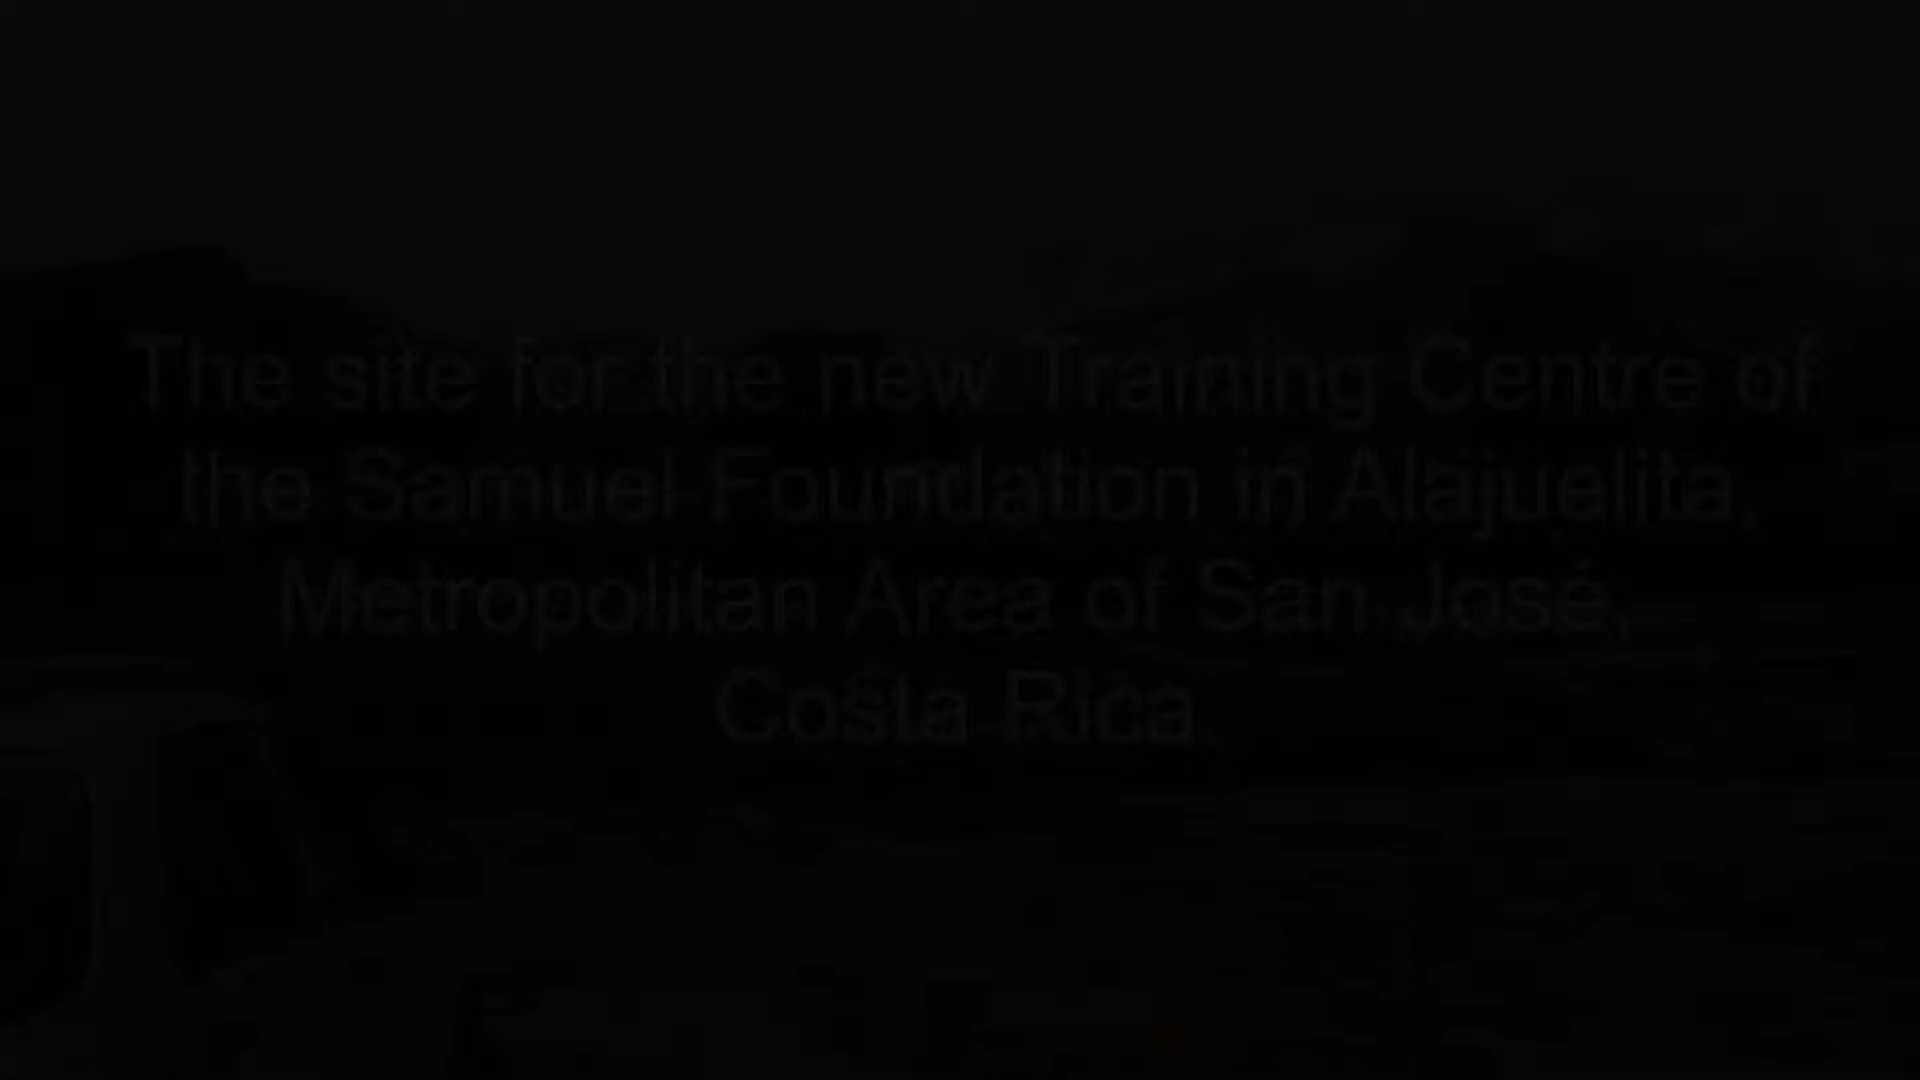 The site for the new Training Centre of
the Samuel Foundation in Alajuelita,
Metropolitan Area of San José,
Costa Rica.